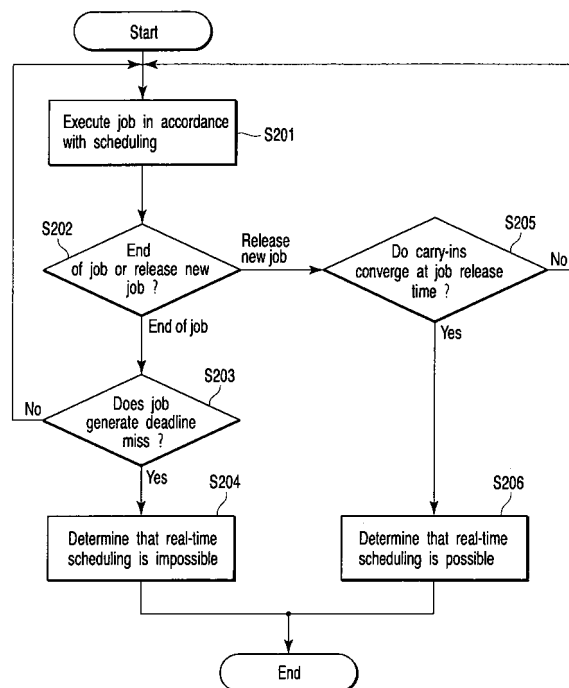 Start
Execute job in accordance
with scheduling
S201
S202
End
of job or release new
job ?
Release
new job
S205
Do carry-ins
converge at job release
time ?
No
End of job
Yes
S203
No
Does job
generate deadline
miss ?
Yes
S204
Determine that real-time
scheduling is impossible
S206
Determine that real-time
scheduling is possible
End